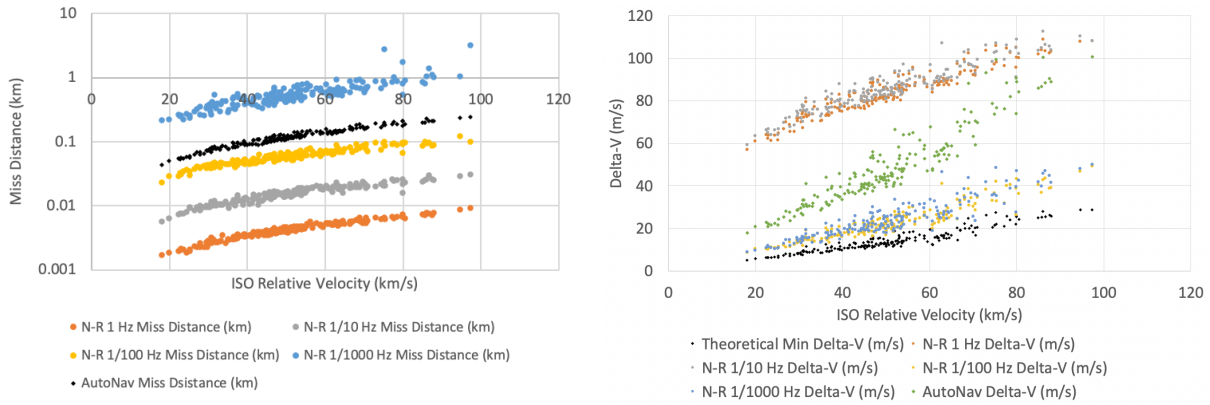 10
1
0.1
0.01
0.001
0 20 40 60 80 100 120
Miss Distance (km)
ISO Relative Velocity (km/s)
N-R 1 Hz Miss Distance (km) N-R 1/10 Hz Miss Distance (km)
N-R 1/100 Hz Miss Distance (km) N-R 1/1000 Hz Miss Distance (km)
AutoNav Miss Dsistance (km)
120
100
80
60
40
20
0
0 20 40 60 80 100 120
Delta-V (m/s)
ISO Relative Velocity (km/s)
Theoretical Min Delta-V (m/s) N-R 1 Hz Delta-V (m/s)
N-R 1/10 Hz Delta-V (m/s) N-R 1/100 Hz Delta-V (m/s)
N-R 1/1000 Hz Delta-V (m/s) AutoNav Delta-V (m/s)